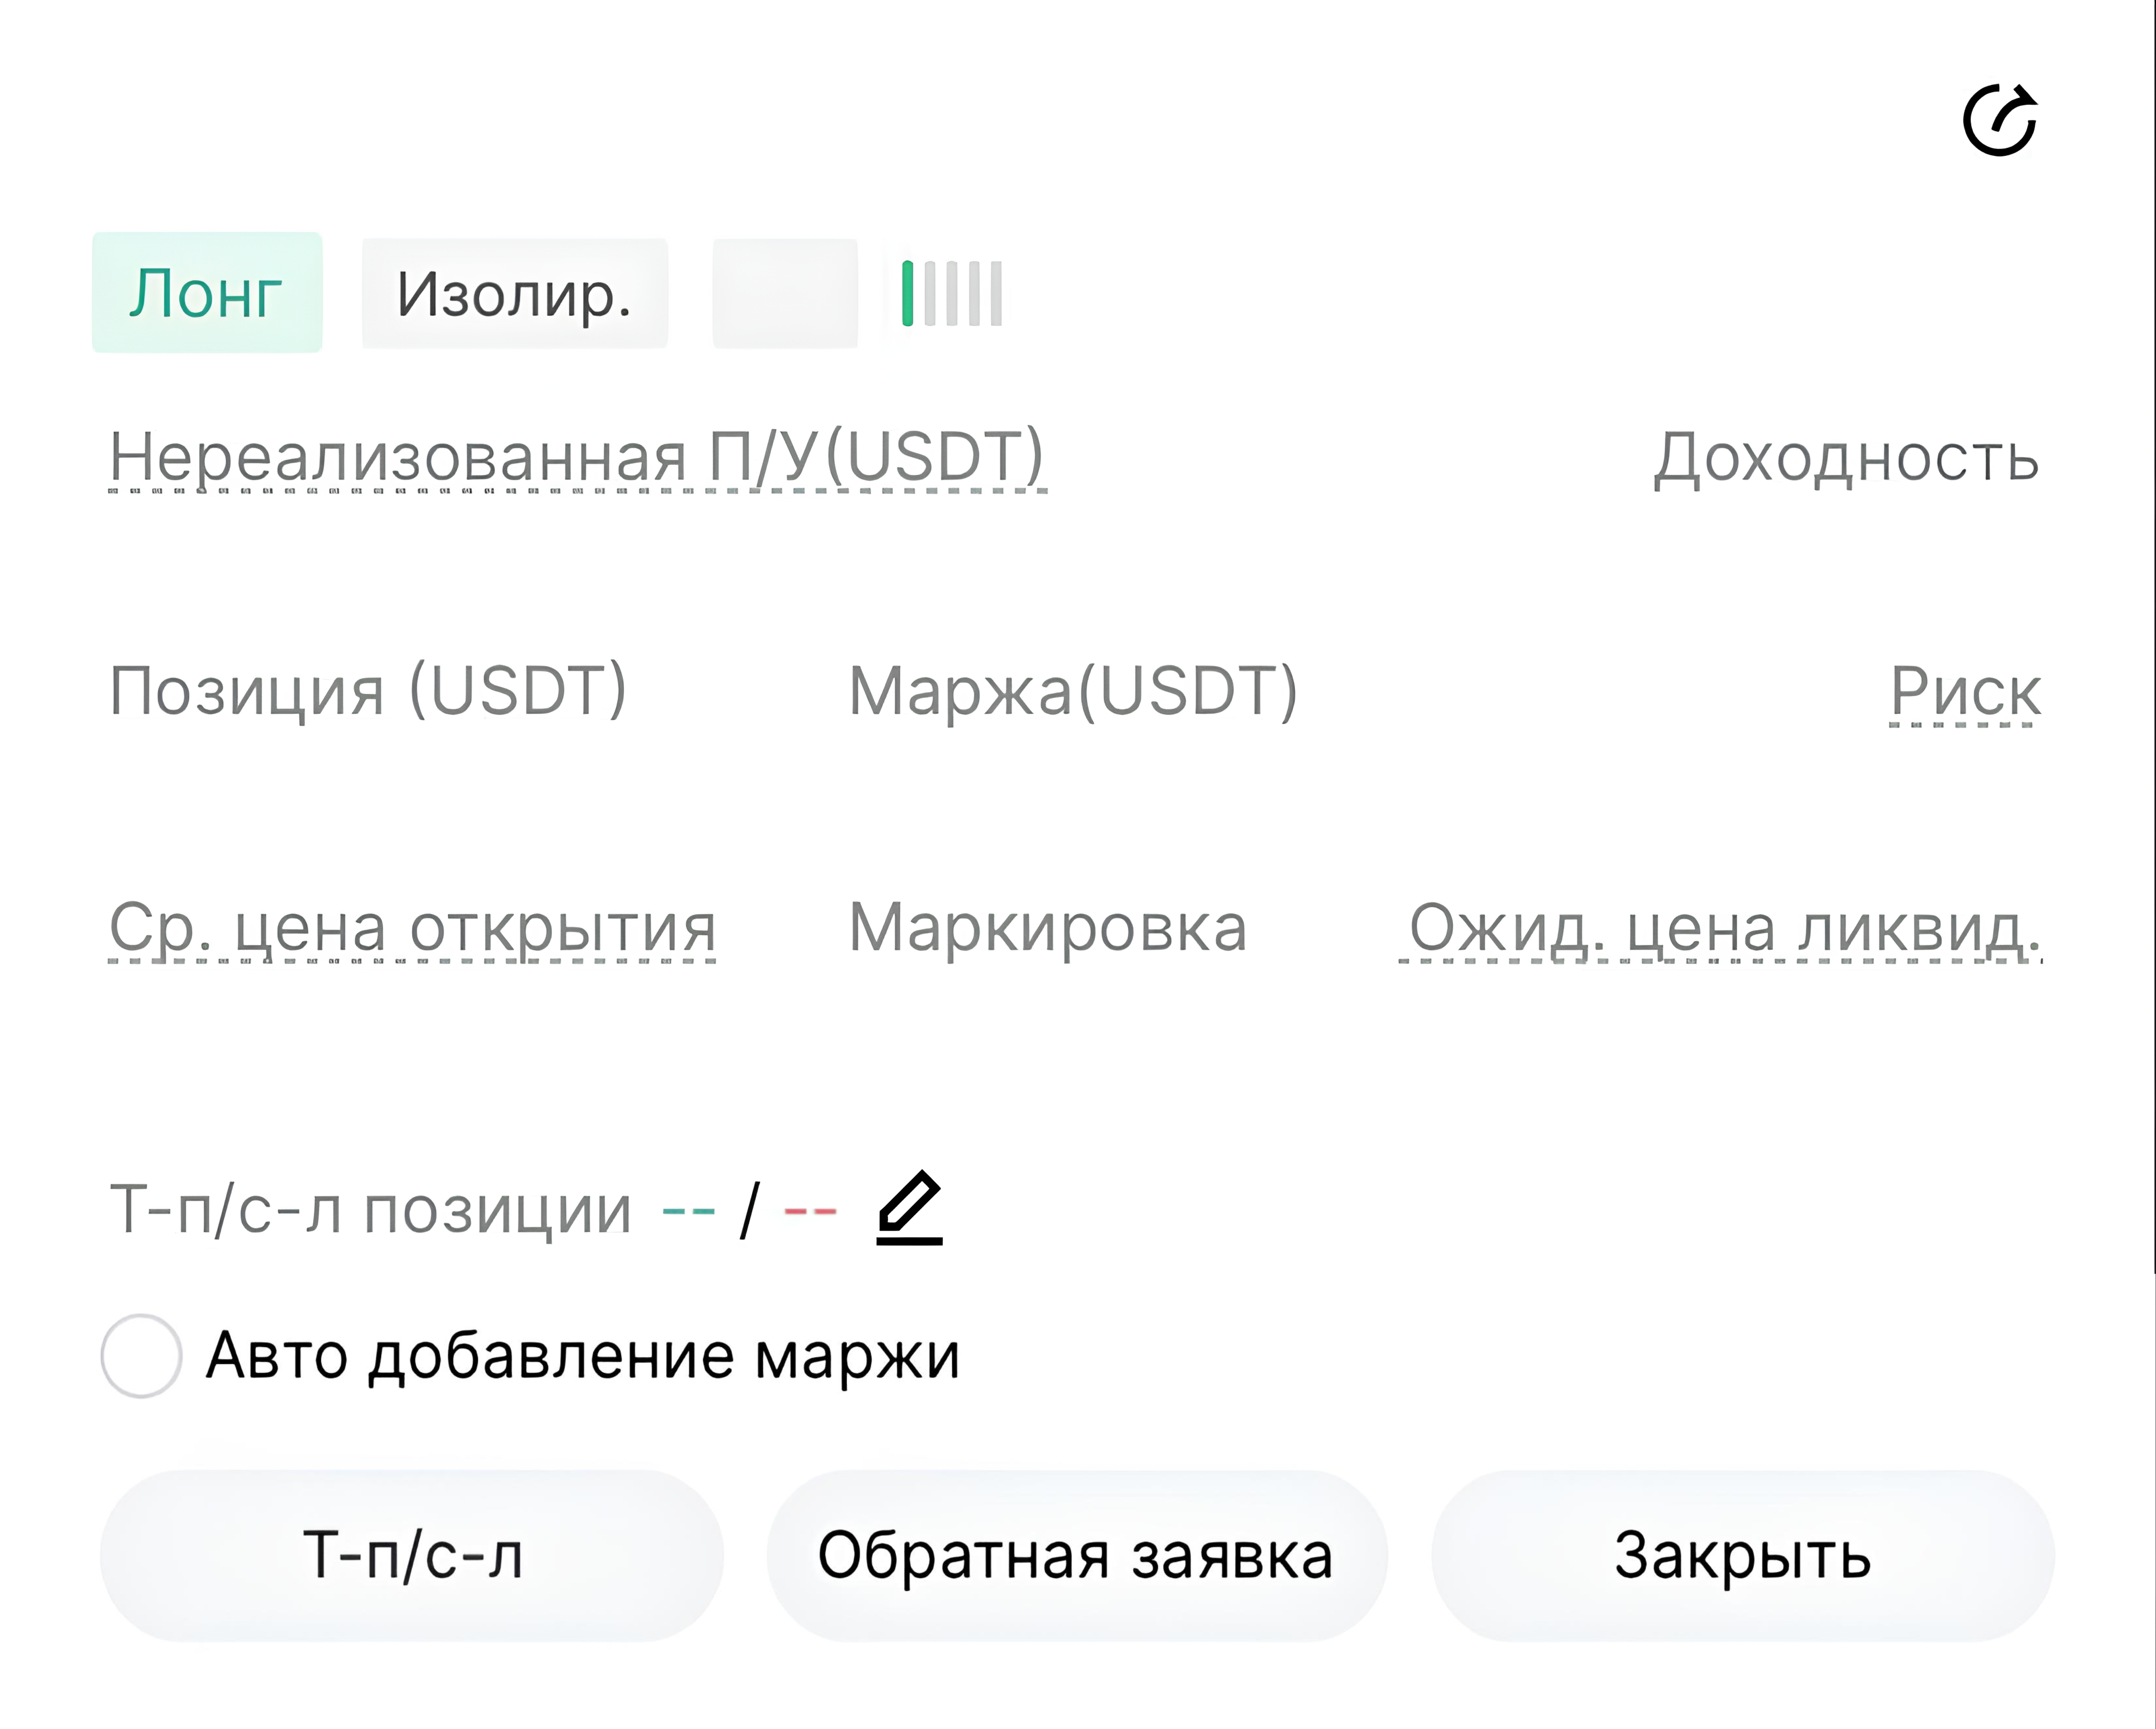 Лонг Изолир.
Нереализованная П/У(USDT) Доходность
Позиция (USDT) Маржа(USDT) Риск
Ср. цена открытия Маркировка Ожид. цена ликвид.
Т-п/с-л позиции -- / --
Авто добавление маржи
Т-п/с-л Обратная заявка Закрыть